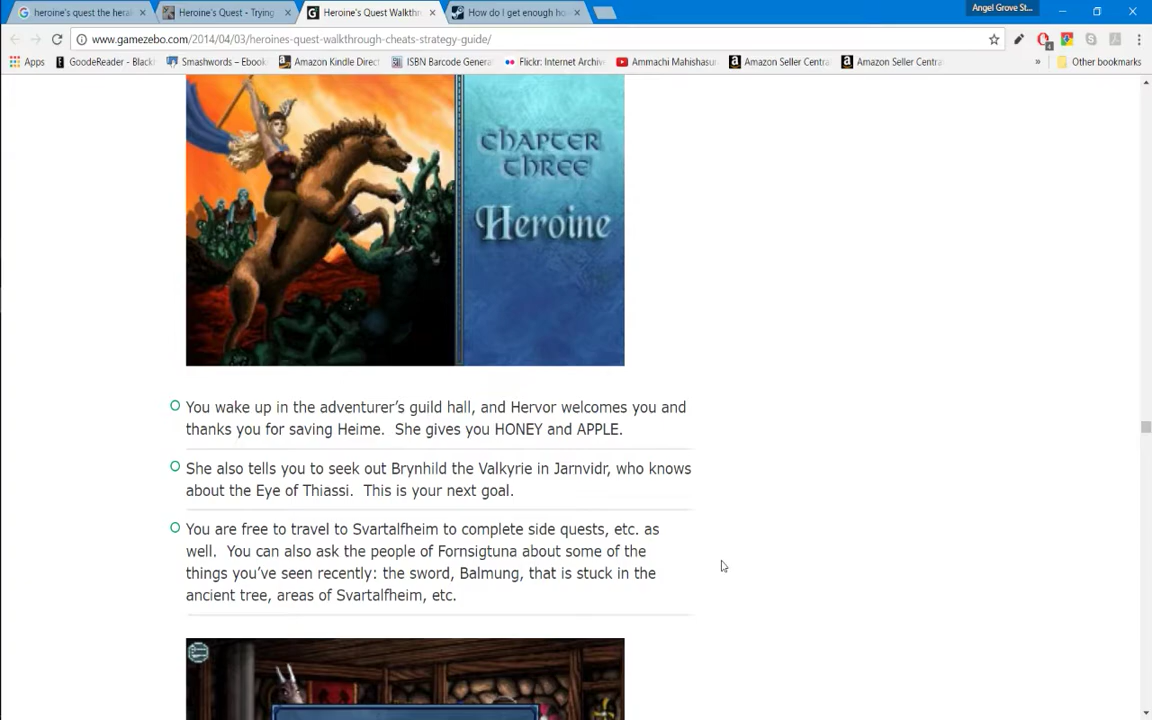 heroine's quest the hera
Heroine's Quest - Trying
Heroine's Quest Walkthr
How do I get enough ho
Angel Grove St...
www.gamezebo.com/2014/04/03/heroines-quest-walkthrough-cheats-strategy-guide/
Apps GoodeReader - Black Smashwords – Ebook Amazon Kindle Direct ISBN Barcode Genera Flickr: Internet Archiv Ammachi Mahishasu Amazon Seller Centra Amazon Seller Centra » Other bookmarks
CHAPTER
THREE
Heroine
You wake up in the adventurer's guild hall, and Hervor welcomes you and
thanks you for saving Heime. She gives you HONEY and APPLE.
She also tells you to seek out Brynhild the Valkyrie in Jarnvidr, who knows
about the Eye of Thiassi. This is your next goal.
You are free to travel to Svartalfheim to complete side quests, etc. as
well. You can also ask the people of Fornsigtuna about some of the
things you've seen recently: the sword, Balmung, that is stuck in the
ancient tree, areas of Svartalfheim, etc.